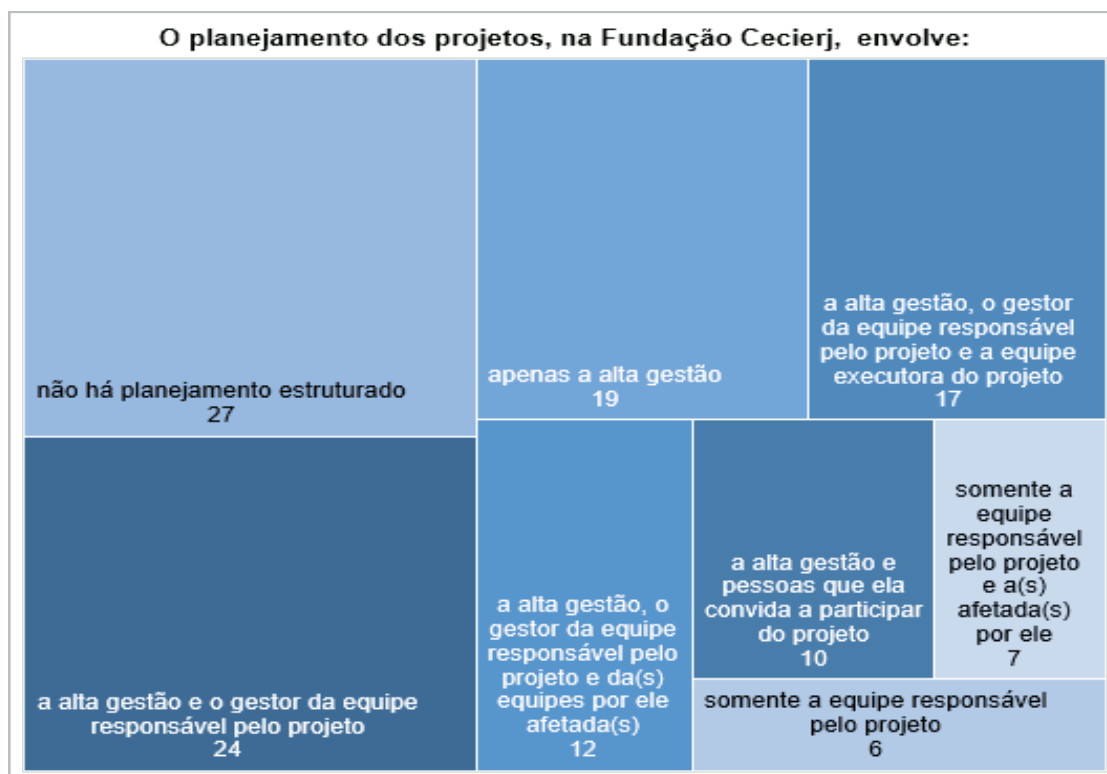 O planejamento dos projetos, na Fundação Cecierj, envolve:
não há planejamento estruturado
27
apenas a alta gestão
19
a alta gestão, o gestor
da equipe responsável
pelo projeto e a equipe
executora do projeto
17
a alta gestão e o gestor da equipe
responsável pelo projeto
24
a alta gestão, o
gestor da equipe
responsável pelo
projeto e da(s)
equipes por ele
afetada(s)
12
a alta gestão e
pessoas que ela
convida a participar
do projeto
10
somente a
equipe
responsável
pelo projeto
e a(s)
afetada(s)
por ele
7
somente a equipe responsável
pelo projeto
6